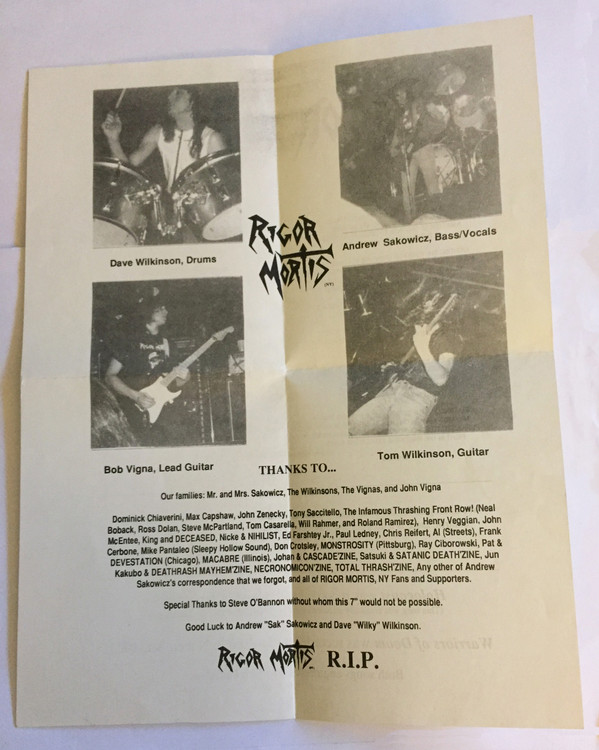 Dave Wilkinson, Drums
RIGOR MORTIS
(NY)
Andrew Sakowicz, Bass/Vocals
Bob Vigna, Lead Guitar
Tom Wilkinson, Guitar
THANKS TO...
Our families: Mr. and Mrs. Sakowicz, The Wilkinsons, The Vignas, and John Vigna
Dominick Chiaverini, Max Capshaw, John Zenecky, Tony Saccitello, The Infamous Thrashing Front Row! (Neal
Boback, Ross Dolan, Steve McPartland, Tom Casarella, Will Rahmer, and Roland Ramirez), Henry Veggian, John
McEntee, King and DECEASED, Nicke & NIHILIST, Ed Farshtey Jr., Paul Ledney, Chris Reifert, Al (Streets), Frank
Cerbone, Mike Pantaleo (Sleepy Hollow Sound), Don Crotsley, MONSTROSITY (Pittsburg), Ray Ciborowski, Pat &
DEVESTATION (Chicago), MACABRE (Illinois), Johan & CASCADE'ZINE, Satsuki & SATANIC DEATH'ZINE, Jun
Kakubo & DEATHRASH MAYHEM'ZINE, NECRONOMICON'ZINE, TOTAL THRASH'ZINE, Any other of Andrew
Sakowicz's correspondence that we forgot, and all of RIGOR MORTIS, NY Fans and Supporters.
Special Thanks to Steve O'Bannon without whom this 7" would not be possible.
Good Luck to Andrew "Sak" Sakowicz and Dave "Wilky" Wilkinson.
RIGOR MORTIS R.I.P.